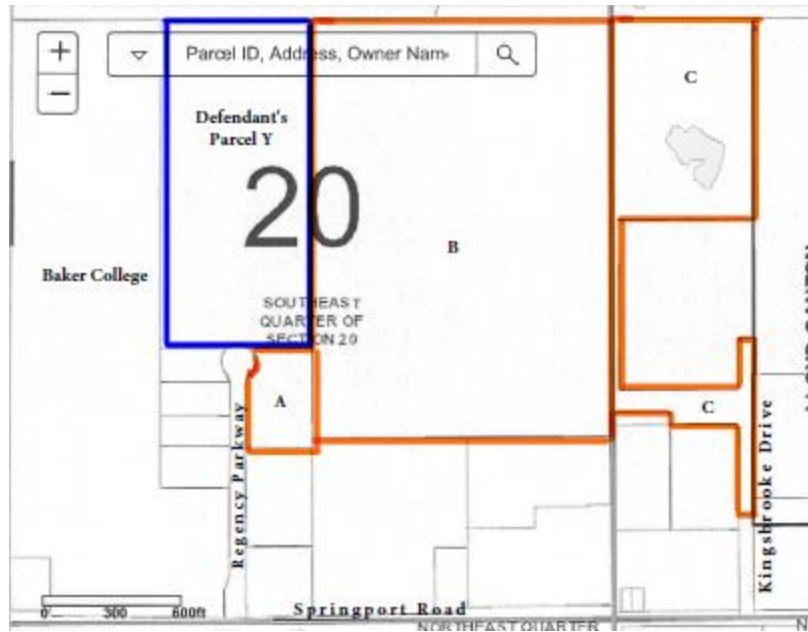 +
−
Parcel ID, Address, Owner Nam
C
Defendant's
Parcel Y
20
Baker College
B
SOUTHEAST
QUARTER OF
SECTION 20
A
C
Regency Parkway
Kingsbrooke Drive
0 300 600ft
Springport Road
NORTHEAST QUARTER
N